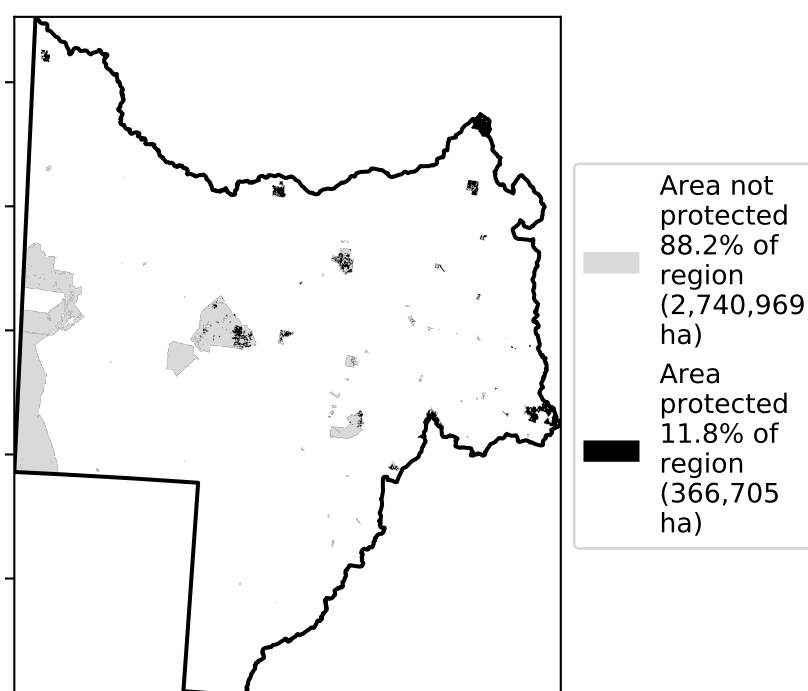 Area not
protected
88.2% of
region
(2,740,969
ha)
Area
protected
11.8% of
region
(366,705
ha)